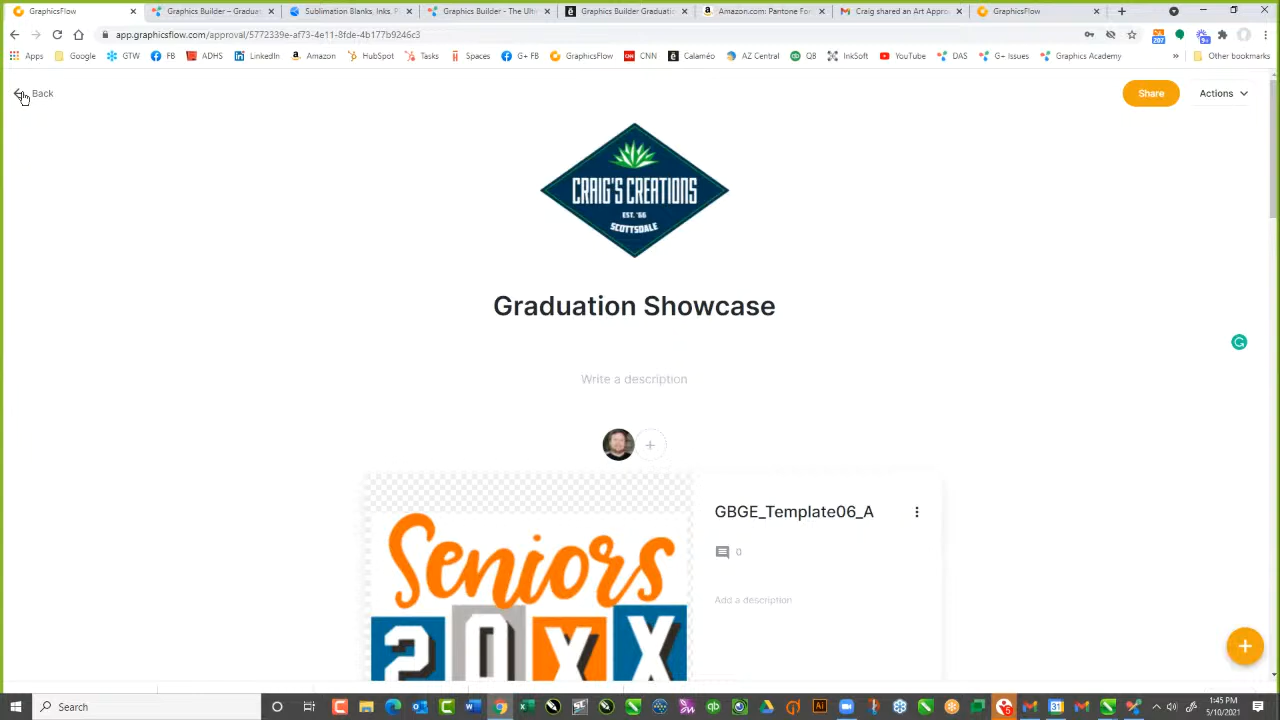 GraphicsFlow
Graphics Builder – Graduat
Sublimation Blanks, Inks, P
Graphics Builder - The Ulti
Graphics Builder Graduatio
Amazon.com: Pantone For
Craig shared an Art Appro
GraphicsFlow
app.graphicsflow.com/approval/5772339e-af73-4e11-8fde-4b177b9246c3
Apps
Google
GTW
FB
ADHS
LinkedIn
Amazon
HubSpot
Tasks
Spaces
G+ FB
GraphicsFlow
CNN
Calaméo
AZ Central
QB
InkSoft
YouTube
DAS
G+ Issues
Graphics Academy
»
Other bookmarks
Back
Share
Actions
CRAIG'S CREATIONS
EST. '66
SCOTTSDALE
Graduation Showcase
Write a description
GBGE_Template06_A
0
Add a description
Seniors
20XX
Search
1:45 PM
5/10/2021